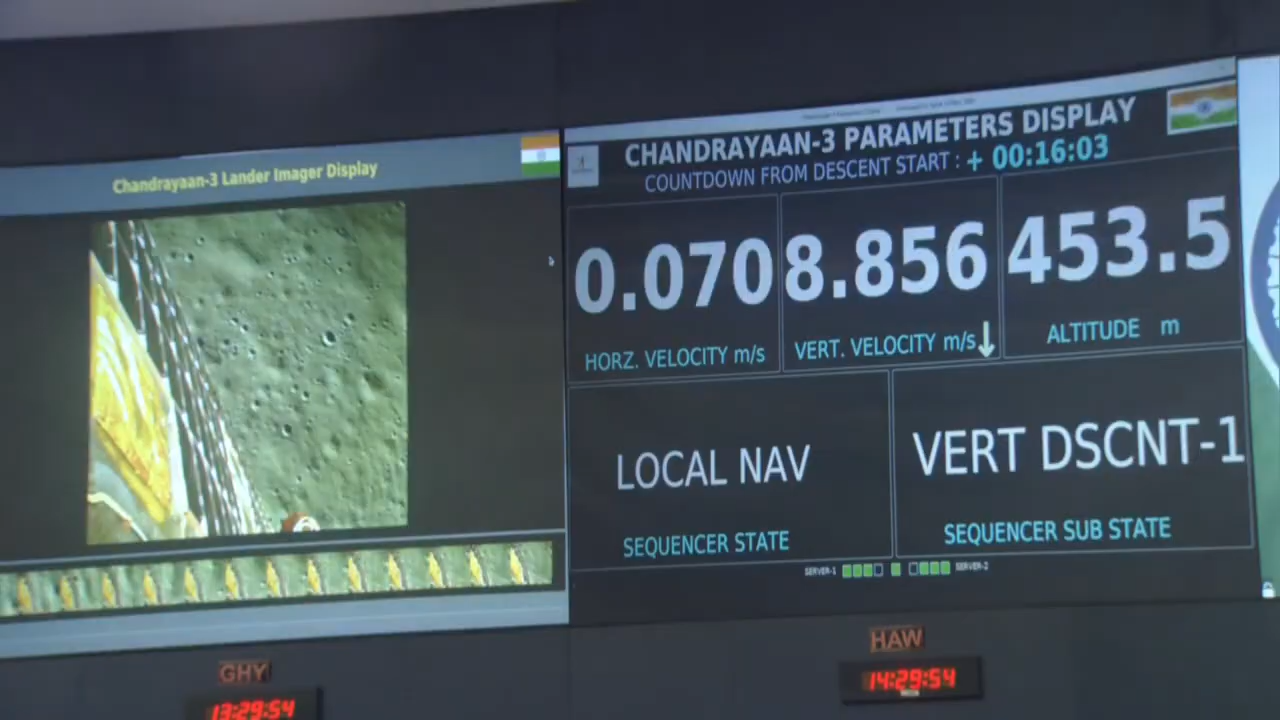 Chandrayaan-3 Lander Imager Display
CHANDRAYAAN-3 PARAMETERS DISPLAY
COUNTDOWN FROM DESCENT START : + 00:16:03
0.070 8.856 453.5
HORZ. VELOCITY m/s VERT. VELOCITY m/s ALTITUDE m
LOCAL NAV VERT DSCNT-1
SEQUENCER STATE SEQUENCER SUB STATE
SERVER-1 SERVER-2
GHY HAW
13:29:54 14:29:54